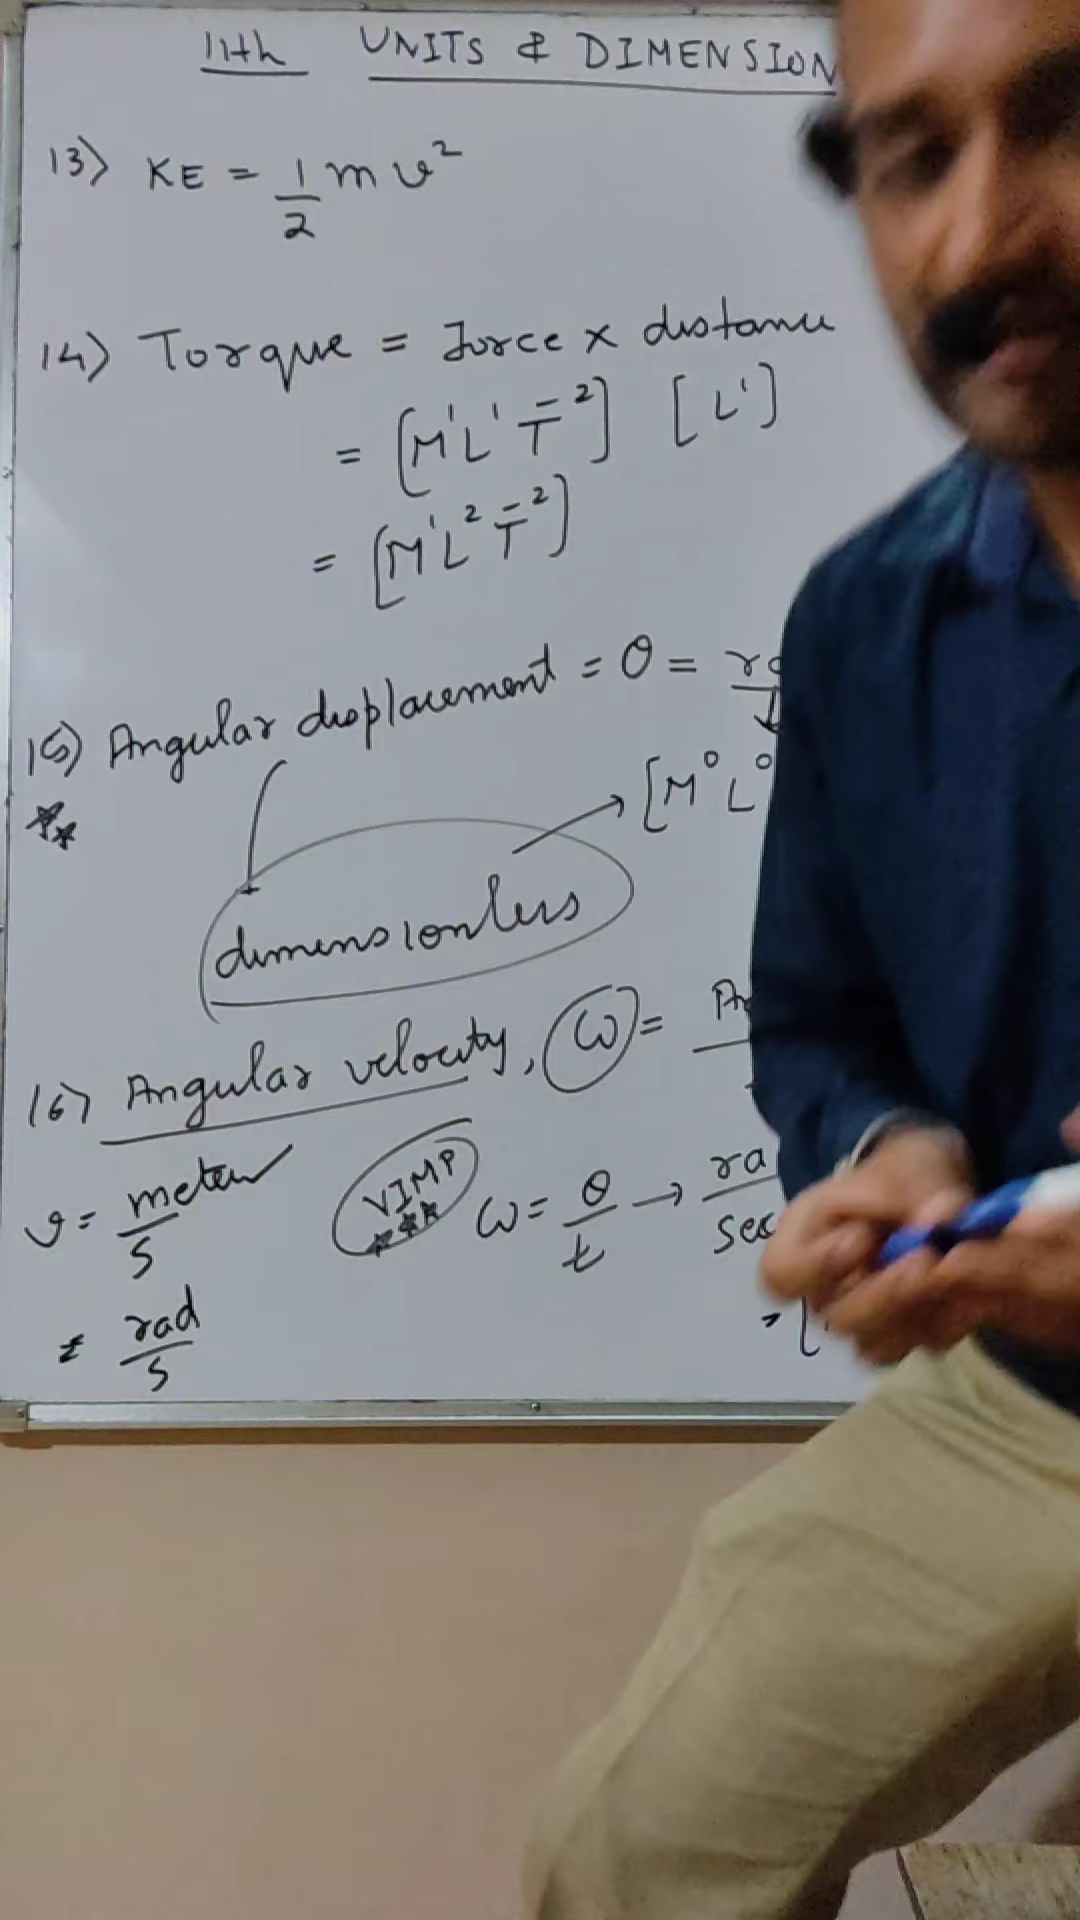 11th UNITS & DIMENSION
13) KE = 1/2 m v²
14) Torque = Force × distance
= [M¹L¹T⁻²] [L¹]
= [M¹L²T⁻²]
15) Angular displacement = θ =
[M⁰L⁰
dimensionless
16) Angular velocity, ω =
v = meter/s
VIMP
ω = θ/t → ra/sec
= rad/s